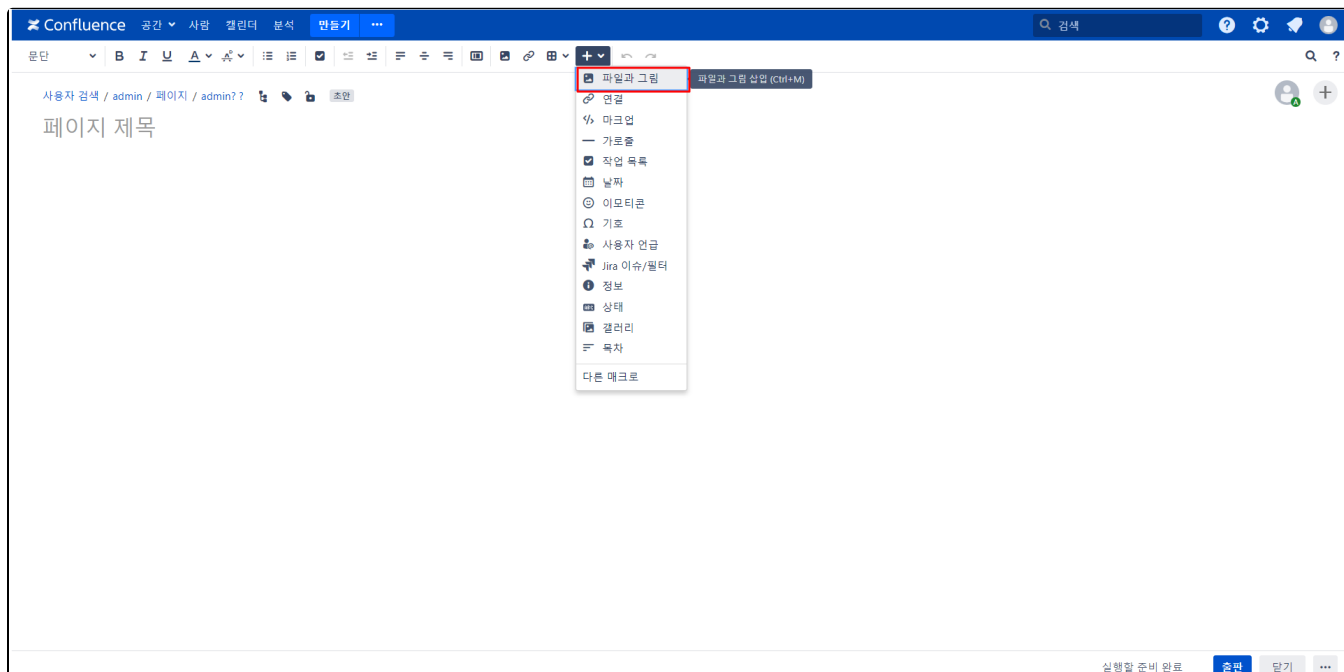 Confluence 공간 사람 캘린더 분석 만들기 ••• 검색
문단 B I U A
파일과 그림 파일과 그림 삽입 (Ctrl+M)
사용자 검색 / admin / 페이지 / admin? ? 초안
페이지 제목
연결
마크업
가로줄
작업 목록
날짜
이모티콘
기호
사용자 언급
Jira 이슈/필터
정보
상태
갤러리
목차
다른 매크로
실행할 준비 완료 출판 닫기 •••